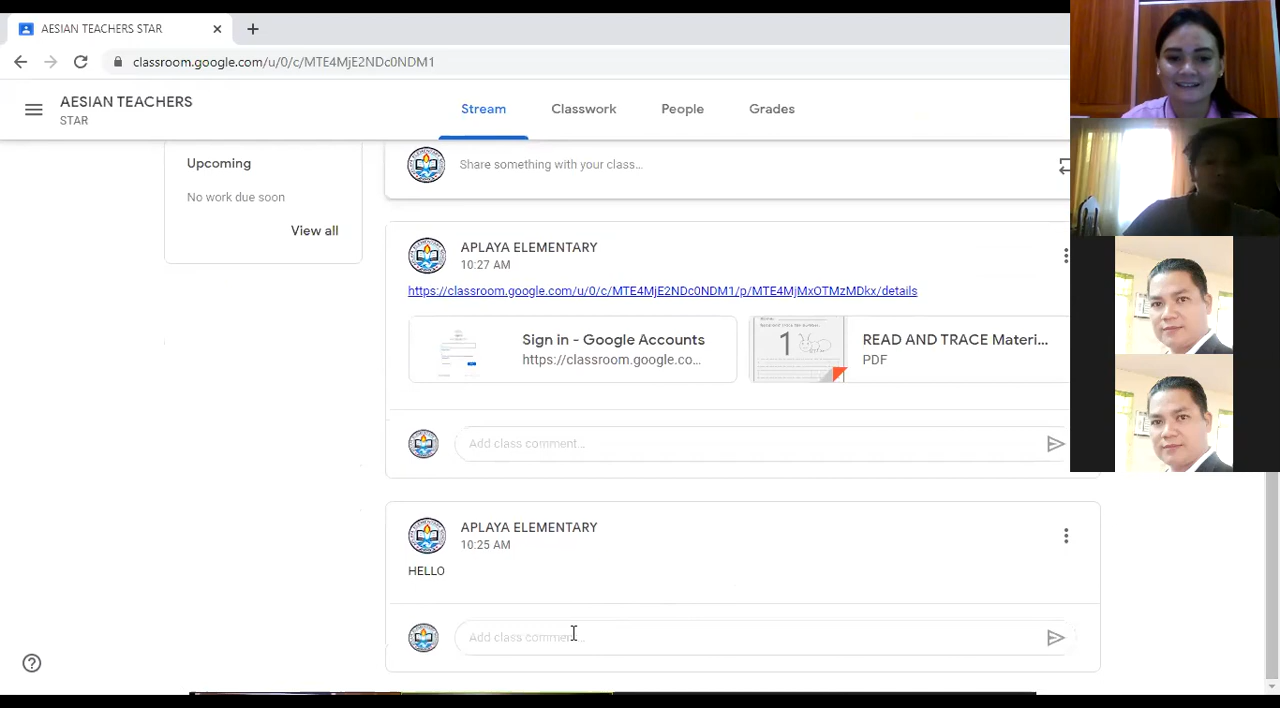 AESIAN TEACHERS STAR
classroom.google.com/u/0/c/MTE4MjE2NDc0NDM1
AESIAN TEACHERS
STAR
Stream
Classwork
People
Grades
Upcoming
No work due soon
View all
Share something with your class...
APLAYA ELEMENTARY
10:27 AM
https://classroom.google.com/u/0/c/MTE4MjE2NDc0NDM1/p/MTE4MjMxOTMzMDkx/details
Sign in - Google Accounts
https://classroom.google.co...
1
READ AND TRACE Materi...
PDF
Add class comment...
APLAYA ELEMENTARY
10:25 AM
HELLO
Add class comment...